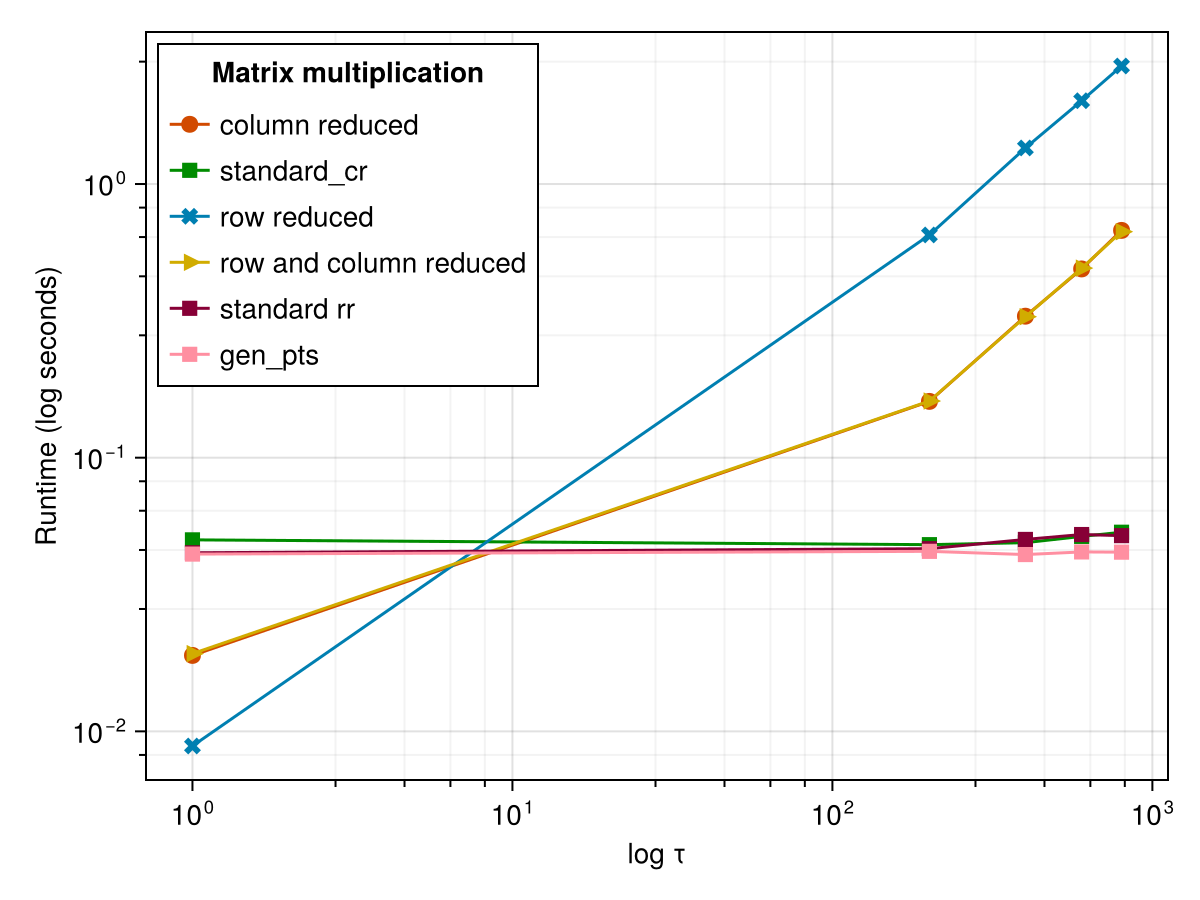 Matrix multiplication
column reduced
standard_cr
row reduced
row and column reduced
standard rr
gen_pts
Runtime (log seconds)
10⁰
10⁻¹
10⁻²
10⁰ 10¹ 10² 10³
log τ